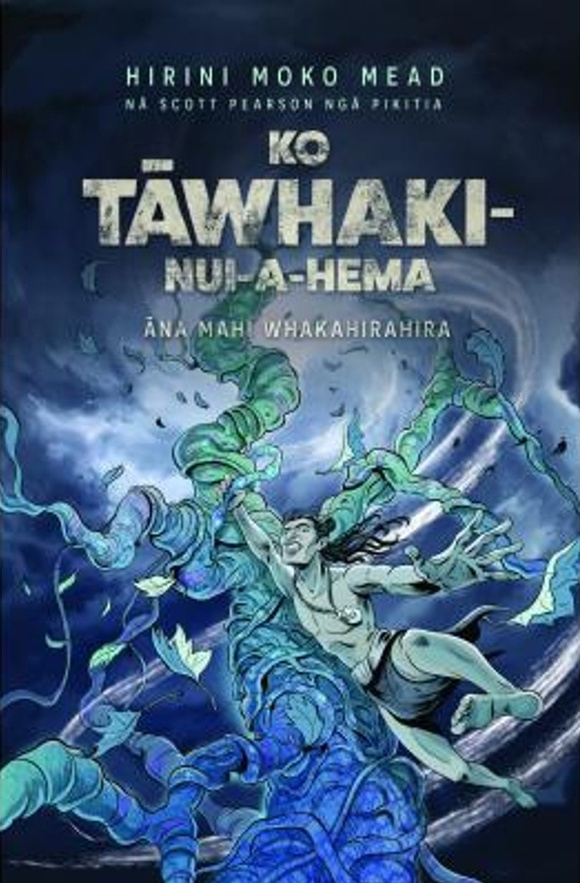 HIRINI MOKO MEAD
NĀ SCOTT PEARSON NGĀ PIKITIA
KO
TĀWHAKI-
NUI-A-HEMA
ĀNA MAHI WHAKAHIRAHIRA